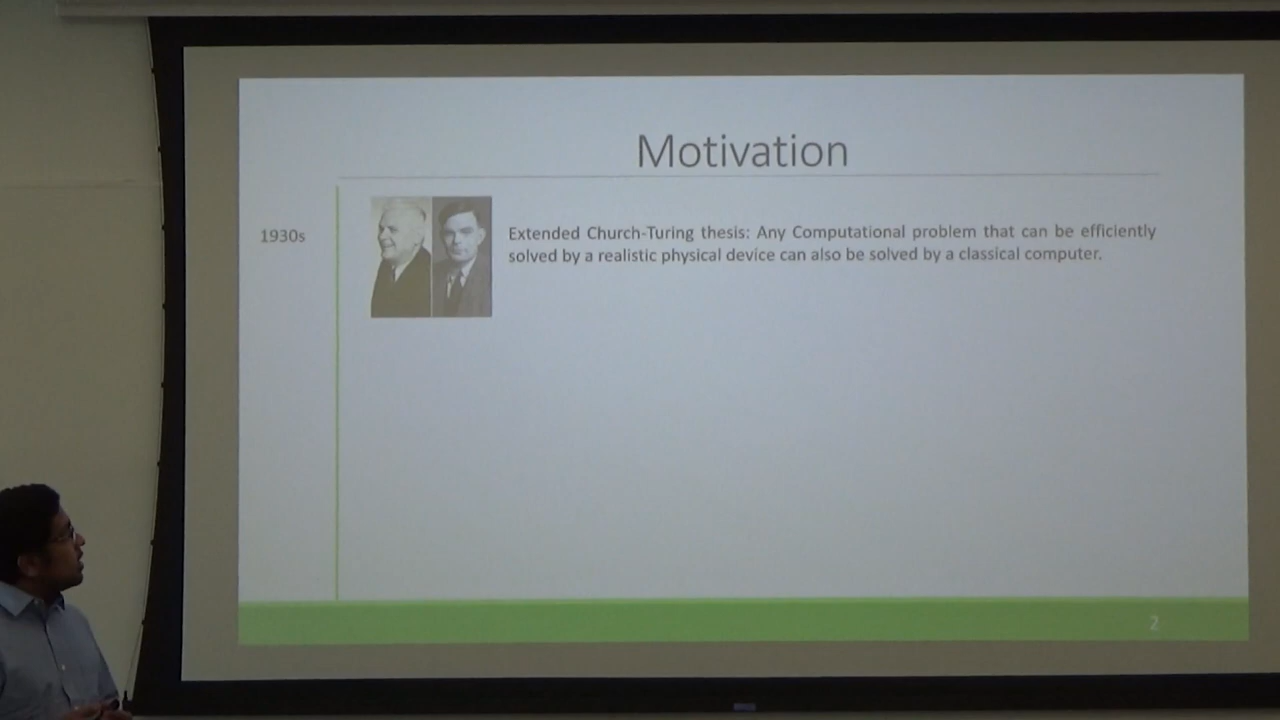 Motivation
1930s
Extended Church-Turing thesis: Any Computational problem that can be efficiently
solved by a realistic physical device can also be solved by a classical computer.
2